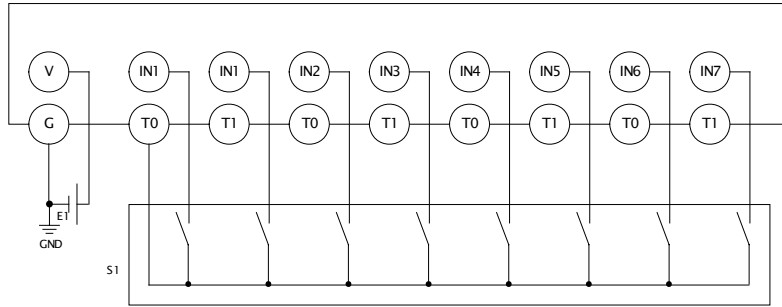 V IN1 IN1 IN2 IN3 IN4 IN5 IN6 IN7
G T0 T1 T0 T1 T0 T1 T0 T1
E1
GND
S1